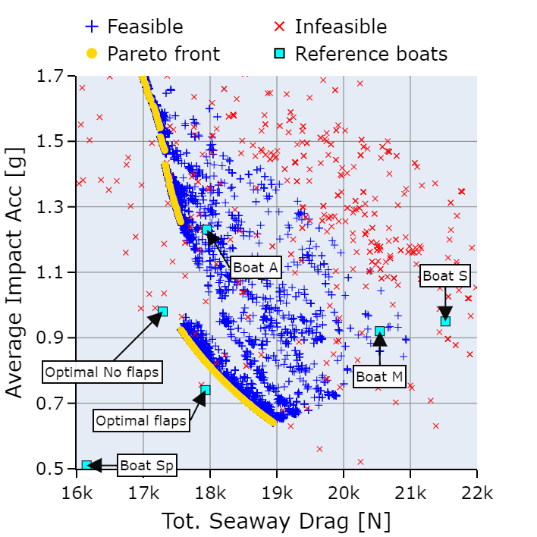 Feasible
Infeasible
Pareto front
Reference boats
Average Impact Acc [g]
1.7
1.5
1.3
1.1
0.9
0.7
0.5
Boat A
Boat S
Optimal No flaps
Boat M
Optimal flaps
Boat Sp
16k
17k
18k
19k
20k
21k
22k
Tot. Seaway Drag [N]